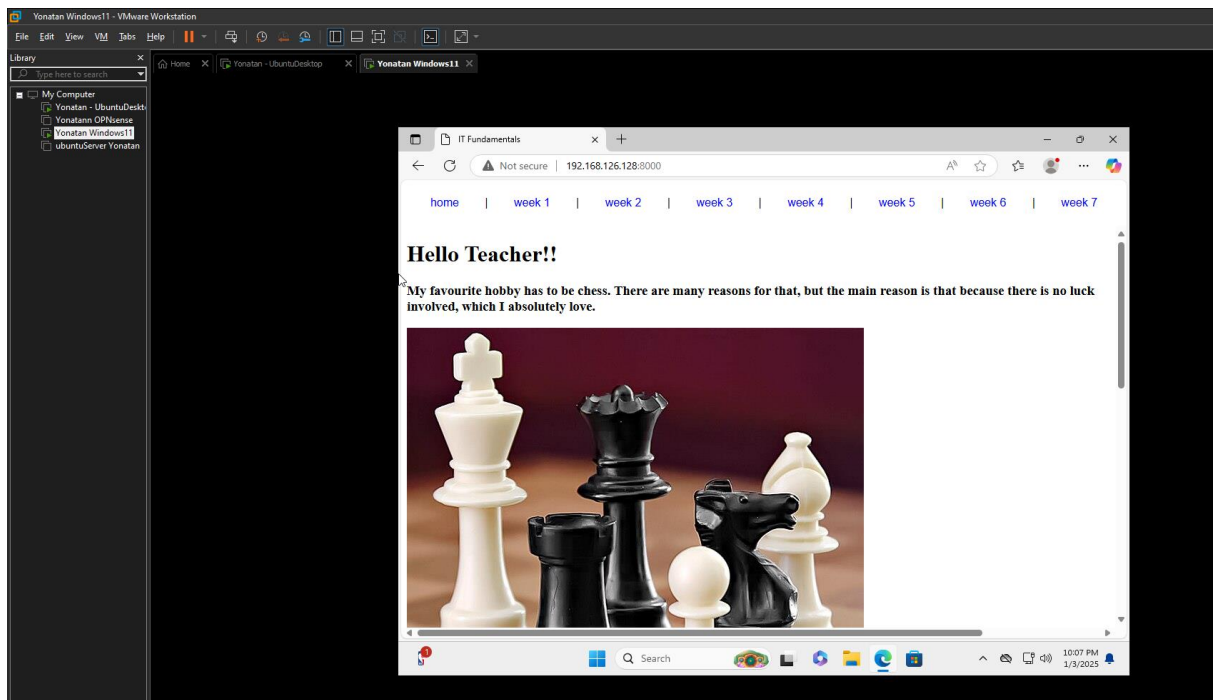 Yonatan Windows11 - VMware Workstation
File Edit View VM Tabs Help
Library
Type here to search
Home
Yonatan - UbuntuDesktop
Yonatan Windows11
My Computer
Yonatan - UbuntuDeskt
Yonatann OPNsense
Yonatan Windows11
ubuntuServer Yonatan
IT Fundamentals
Not secure | 192.168.126.128:8000
home | week 1 | week 2 | week 3 | week 4 | week 5 | week 6 | week 7
Hello Teacher!!
My favourite hobby has to be chess. There are many reasons for that, but the main reason is that because there is no luck
involved, which I absolutely love.
1
Search
10:07 PM
1/3/2025